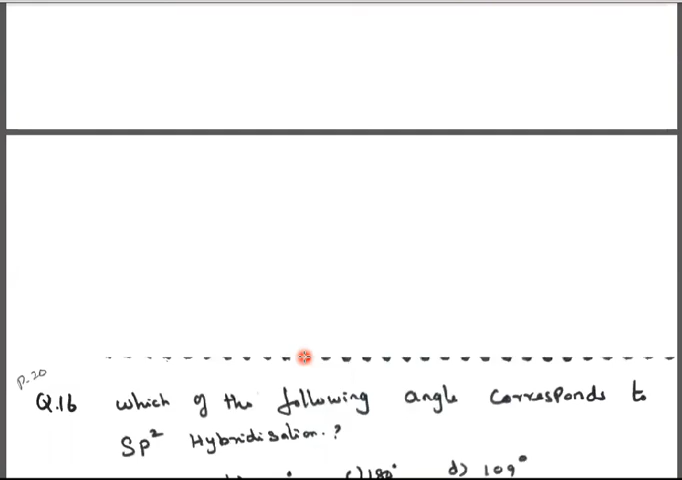 P-20
Q.16 which of the following angle corresponds to
Sp² Hybridisation.?
c) 180° d) 109°